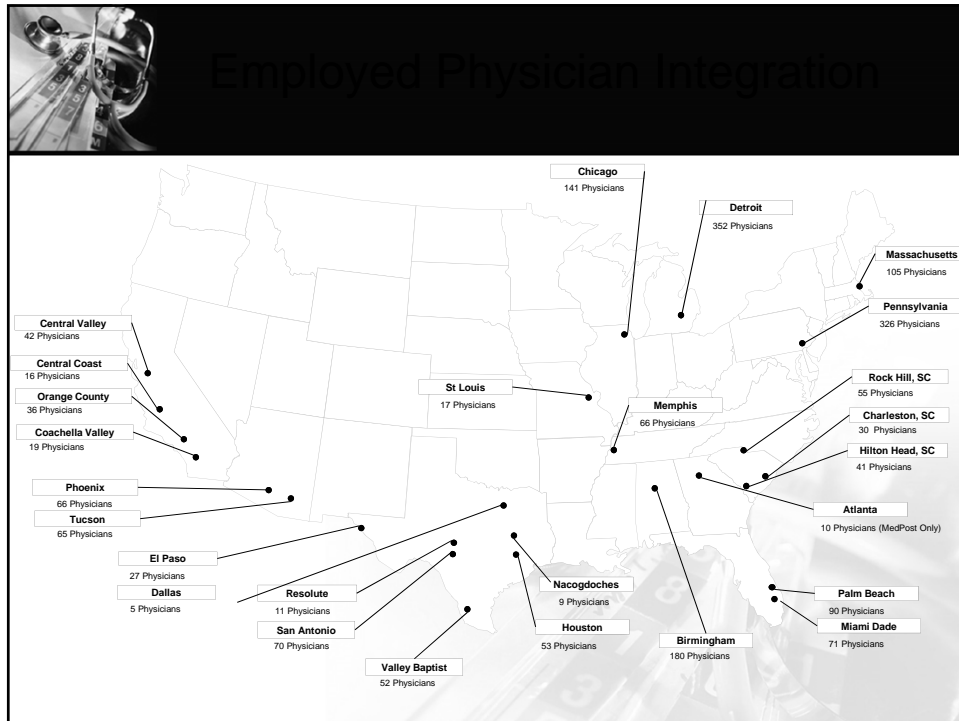 Employed Physician Integration
Chicago
141 Physicians
Detroit
352 Physicians
Massachusetts
105 Physicians
Pennsylvania
326 Physicians
Central Valley
42 Physicians
Central Coast
16 Physicians
Orange County
36 Physicians
Coachella Valley
19 Physicians
St Louis
17 Physicians
Memphis
66 Physicians
Rock Hill, SC
55 Physicians
Charleston, SC
30 Physicians
Hilton Head, SC
41 Physicians
Phoenix
66 Physicians
Tucson
65 Physicians
Atlanta
10 Physicians (MedPost Only)
El Paso
27 Physicians
Dallas
5 Physicians
Resolute
11 Physicians
San Antonio
70 Physicians
Valley Baptist
52 Physicians
Nacogdoches
9 Physicians
Houston
53 Physicians
Birmingham
180 Physicians
Palm Beach
90 Physicians
Miami Dade
71 Physicians